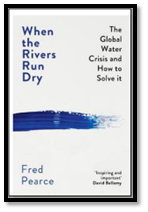 When
the
Rivers
Run
Dry
The
Global
Water
Crisis and
How to
Solve it
Fred
Pearce
'Inspiring and
important'
David Bellamy